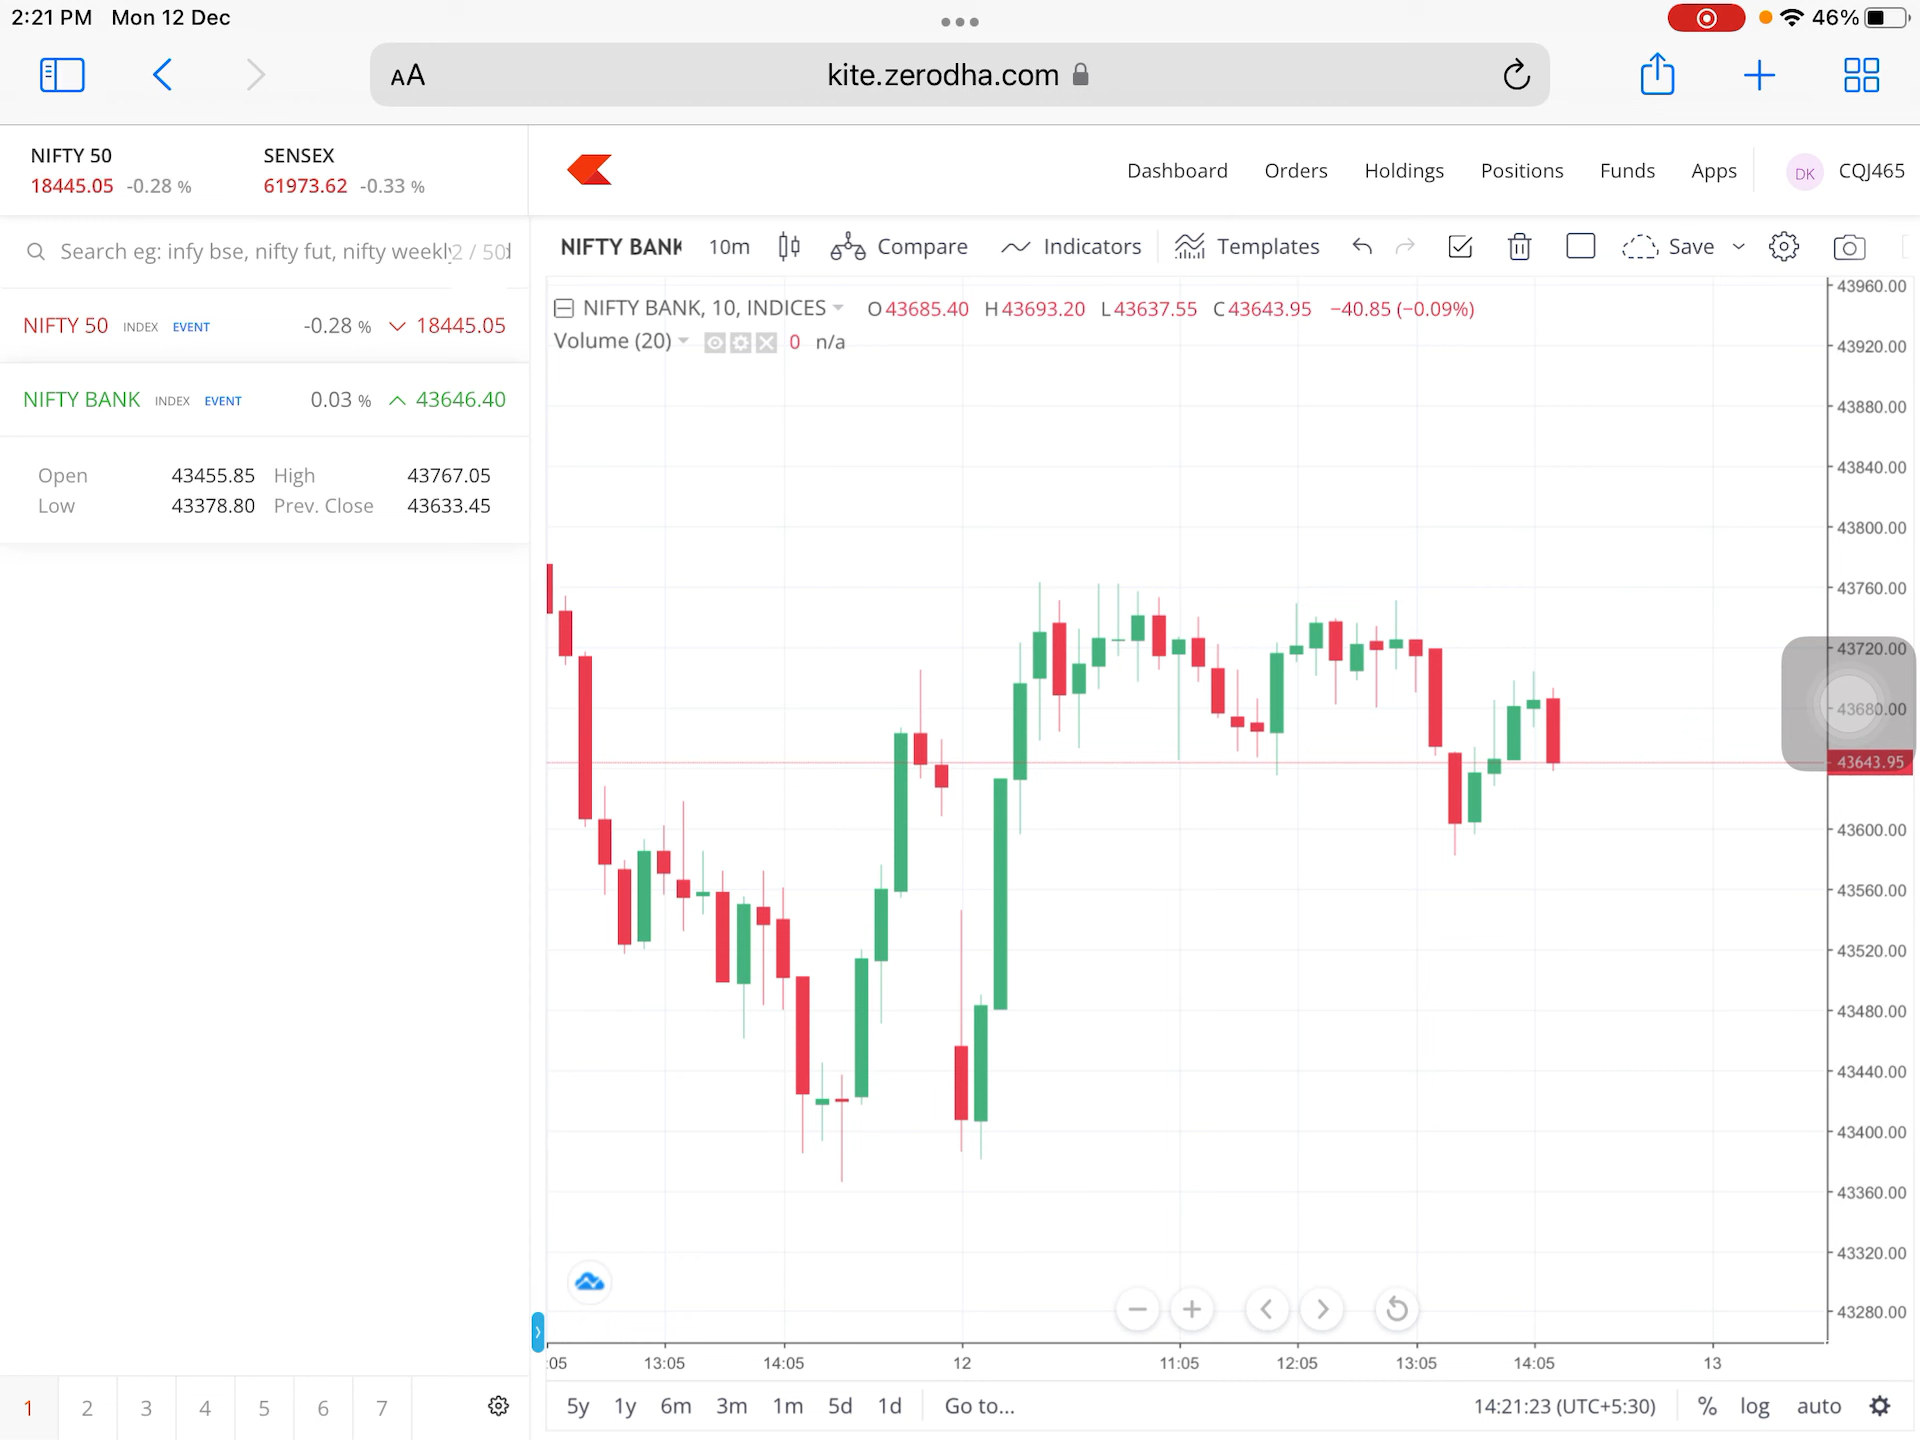 2:21 PM Mon 12 Dec
46%
AA kite.zerodha.com
NIFTY 50 SENSEX
18445.05 -0.28 % 61973.62 -0.33 %
Dashboard Orders Holdings Positions Funds Apps DK CQJ465
Search eg: infy bse, nifty fut, nifty weekly 2 / 50
NIFTY 50 INDEX EVENT -0.28 % 18445.05
NIFTY BANK INDEX EVENT 0.03 % 43646.40
Open 43455.85 High 43767.05
Low 43378.80 Prev. Close 43633.45
NIFTY BANK 10m Compare Indicators Templates Save
NIFTY BANK, 10, INDICES O43685.40 H43693.20 L43637.55 C43643.95 −40.85 (−0.09%)
Volume (20) 0 n/a
43960.00
43920.00
43880.00
43840.00
43800.00
43760.00
43720.00
43680.00
43643.95
43600.00
43560.00
43520.00
43480.00
43440.00
43400.00
43360.00
43320.00
43280.00
:05 13:05 14:05 12 11:05 12:05 13:05 14:05 13
1 2 3 4 5 6 7
5y 1y 6m 3m 1m 5d 1d Go to... 14:21:23 (UTC+5:30) % log auto